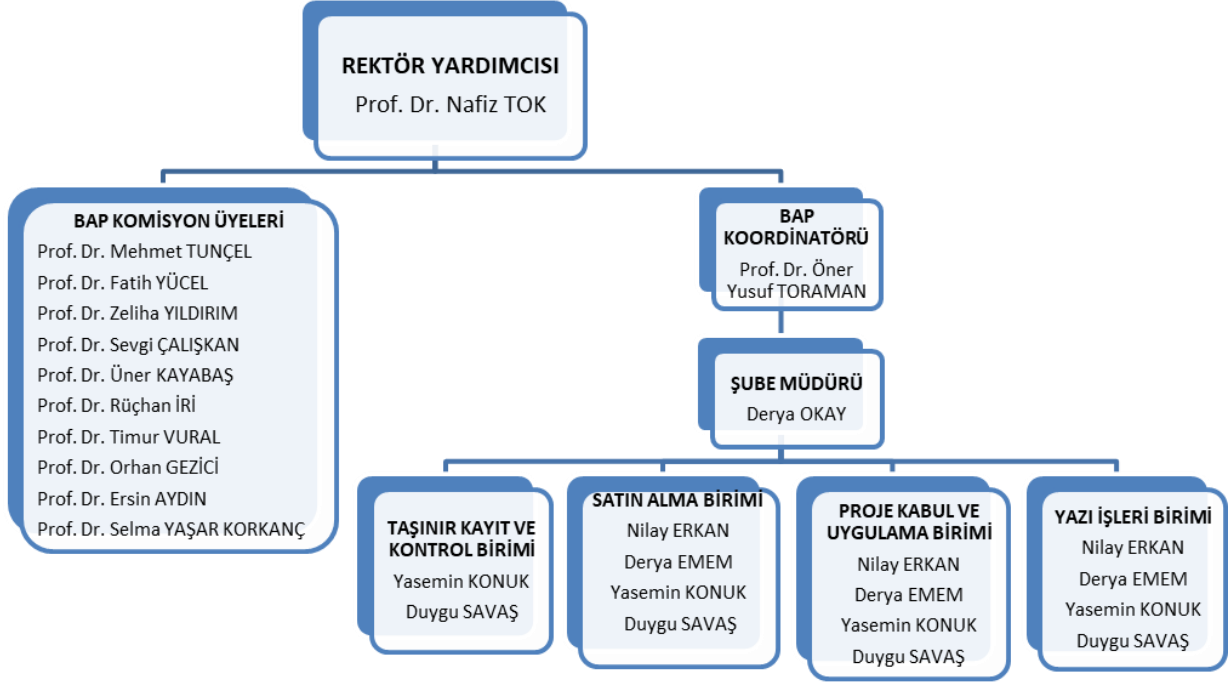 REKTÖR YARDIMCISI
Prof. Dr. Nafiz TOK
BAP KOMİSYON ÜYELERİ
Prof. Dr. Mehmet TUNÇEL
Prof. Dr. Fatih YÜCEL
Prof. Dr. Zeliha YILDIRIM
Prof. Dr. Sevgi ÇALIŞKAN
Prof. Dr. Üner KAYABAŞ
Prof. Dr. Rüçhan İRİ
Prof. Dr. Timur VURAL
Prof. Dr. Orhan GEZİCİ
Prof. Dr. Ersin AYDIN
Prof. Dr. Selma YAŞAR KORKANÇ
BAP
KOORDİNATÖRÜ
Prof. Dr. Öner
Yusuf TORAMAN
ŞUBE MÜDÜRÜ
Derya OKAY
TAŞINIR KAYIT VE
KONTROL BİRİMİ
Yasemin KONUK
Duygu SAVAŞ
SATIN ALMA BİRİMİ
Nilay ERKAN
Derya EMEM
Yasemin KONUK
Duygu SAVAŞ
PROJE KABUL VE
UYGULAMA BİRİMİ
Nilay ERKAN
Derya EMEM
Yasemin KONUK
Duygu SAVAŞ
YAZI İŞLERİ BİRİMİ
Nilay ERKAN
Derya EMEM
Yasemin KONUK
Duygu SAVAŞ